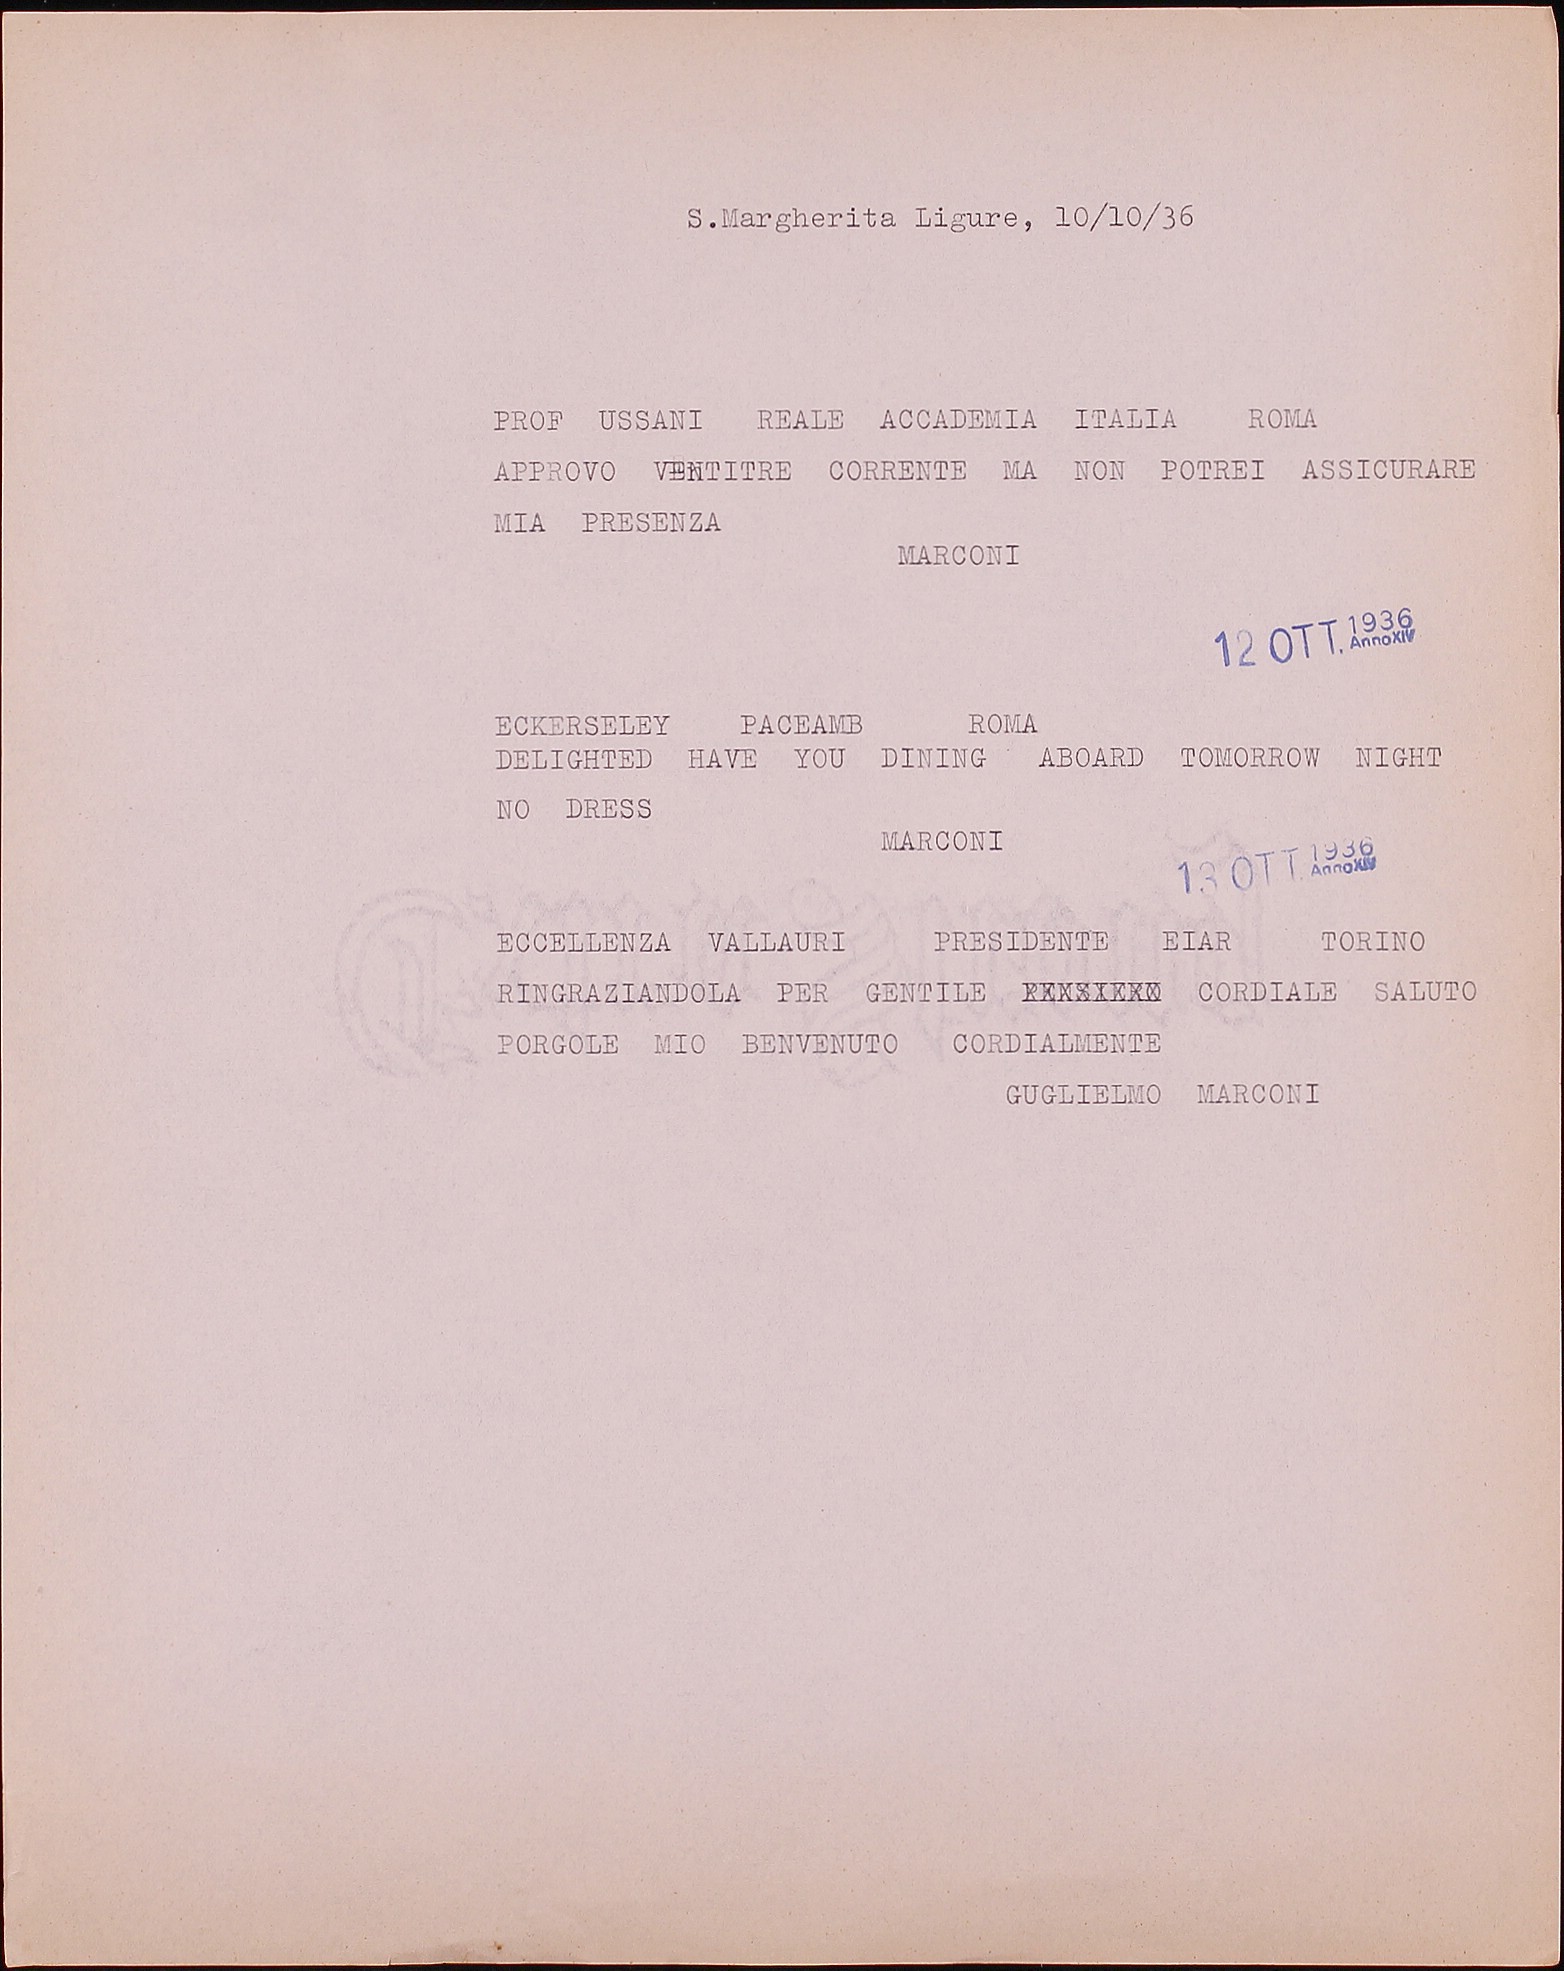 S.Margherita Ligure, 10/10/36
PROF USSANI REALE ACCADEMIA ITALIA ROMA
APPROVO VENTITRE CORRENTE MA NON POTREI ASSICURARE
MIA PRESENZA
MARCONI
12 OTT. 1936
Anno XIV
ECKERSELEY PACEAMB ROMA
DELIGHTED HAVE YOU DINING ABOARD TOMORROW NIGHT
NO DRESS
MARCONI
13 OTT. 1936
Anno XIV
ECCELLENZA VALLAURI PRESIDENTE EIAR TORINO
RINGRAZIANDOLA PER GENTILE CORDIALE SALUTO
PORGOLE MIO BENVENUTO CORDIALMENTE
GUGLIELMO MARCONI